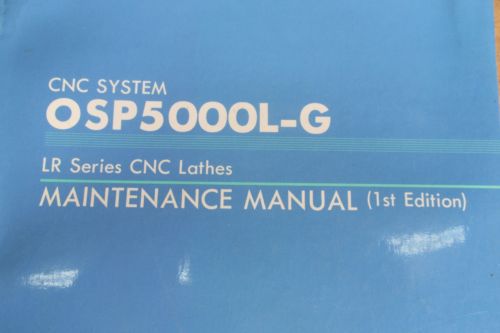 CNC SYSTEM
OSP5000L-G
LR Series CNC Lathes
MAINTENANCE MANUAL (1st Edition)